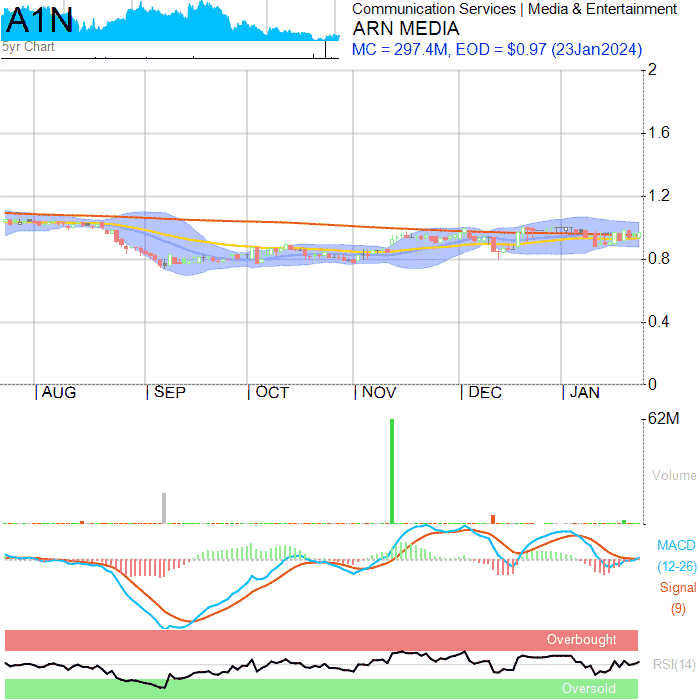 A1N
5yr Chart
Communication Services | Media & Entertainment
ARN MEDIA
MC = 297.4M, EOD = $0.97 (23Jan2024)
2
1.6
1.2
0.8
0.4
0
AUG
SEP
OCT
NOV
DEC
JAN
62M
Volume
MACD
(12-26)
Signal
(9)
Overbought
RSI(14)
Oversold